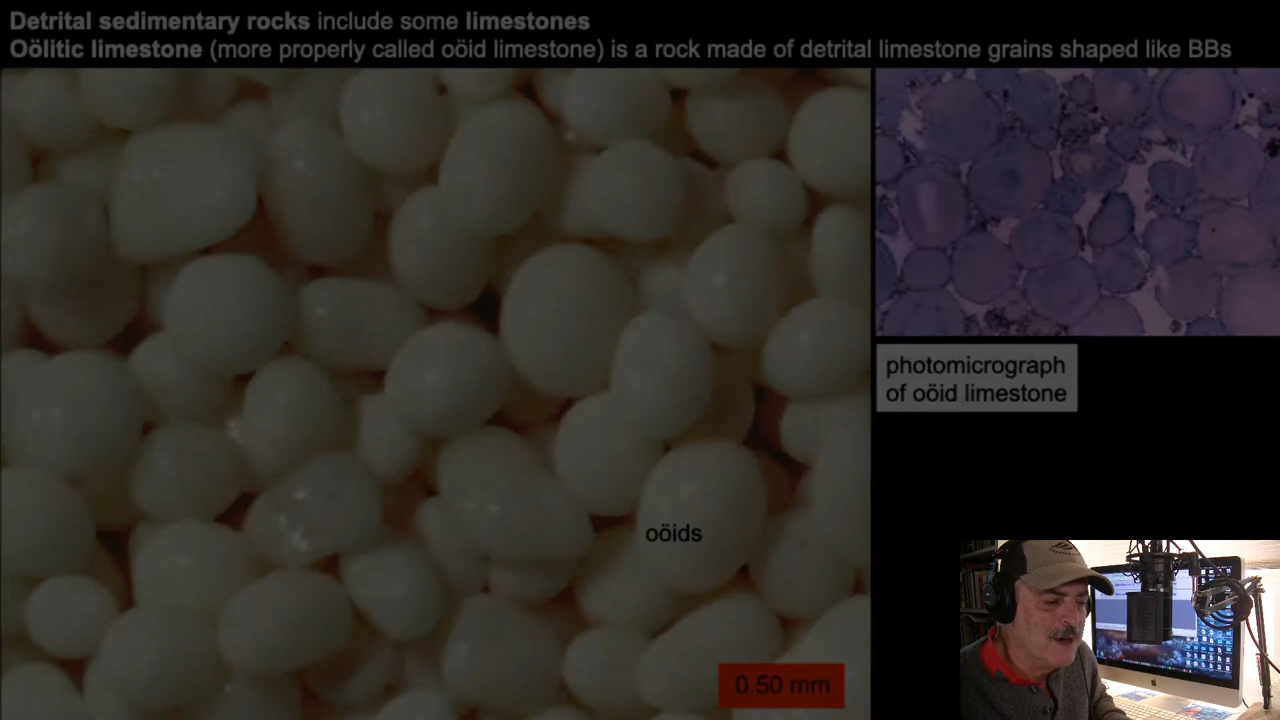 Detrital sedimentary rocks include some limestones
Oölitic limestone (more properly called oöid limestone) is a rock made of detrital limestone grains shaped like BBs
photomicrograph
of oöid limestone
oöids
0.50 mm